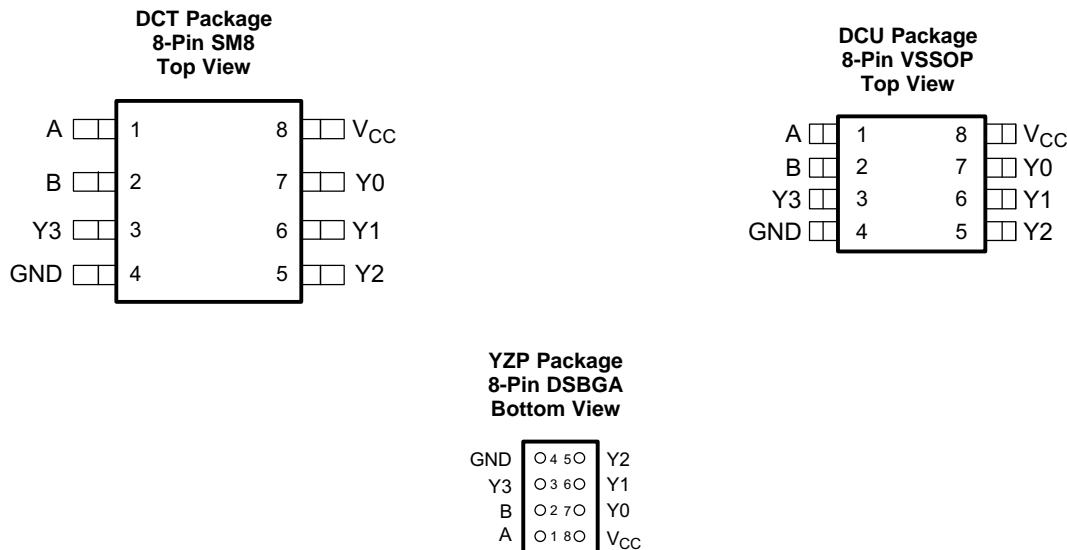 DCT Package
8-Pin SM8
Top View
A 1 8 VCC
B 2 7 Y0
Y3 3 6 Y1
GND 4 5 Y2
DCU Package
8-Pin VSSOP
Top View
A 1 8 VCC
B 2 7 Y0
Y3 3 6 Y1
GND 4 5 Y2
YZP Package
8-Pin DSBGA
Bottom View
GND 4 5 Y2
Y3 3 6 Y1
B 2 7 Y0
A 1 8 VCC